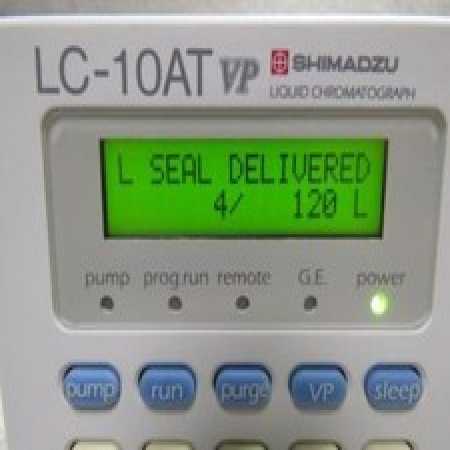 LC-10AT VP SHIMADZU
LIQUID CHROMATOGRAPH
L SEAL DELIVERED
4/ 120 L
pump prog.run remote G.E. power
pump run purge VP sleep